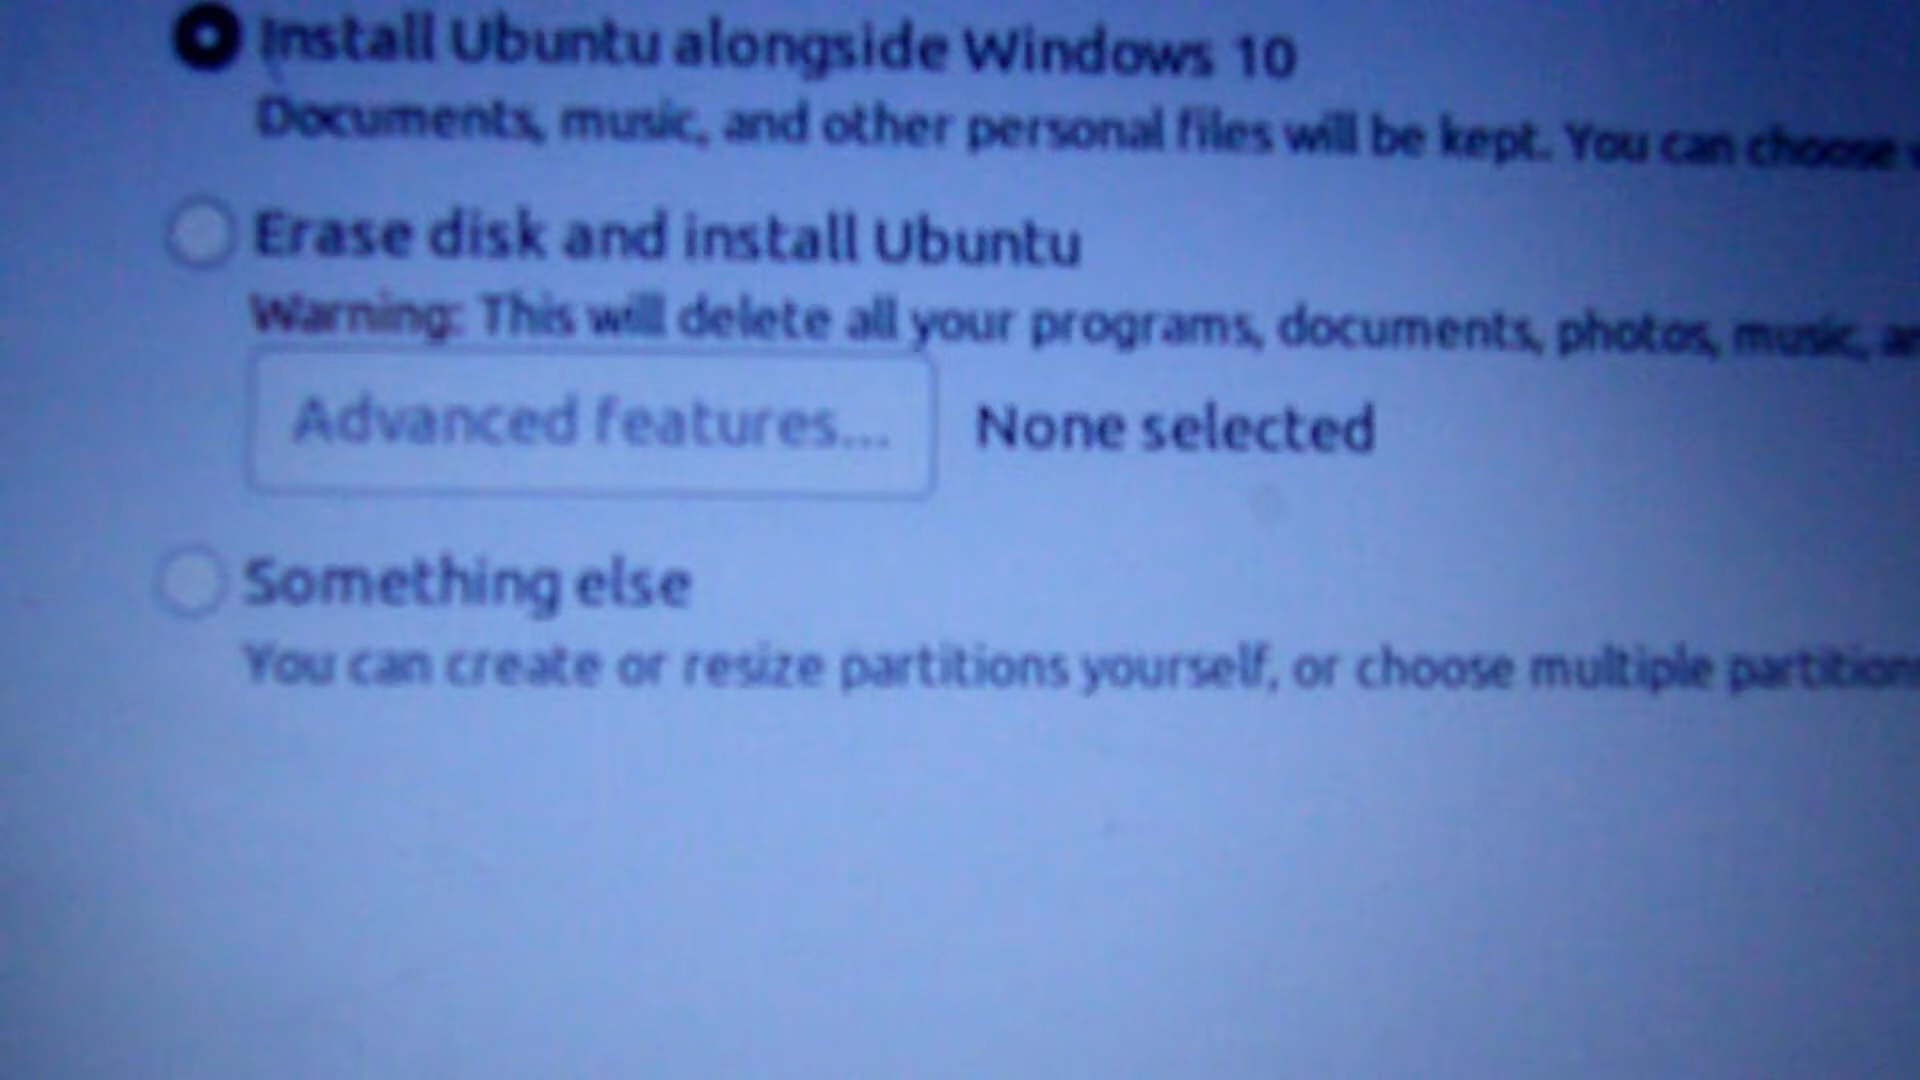 Install Ubuntu alongside Windows 10
Documents, music, and other personal files will be kept. You can choose
Erase disk and install Ubuntu
Warning: This will delete all your programs, documents, photos, music,
Advanced features... None selected
Something else
You can create or resize partitions yourself, or choose multiple partitions